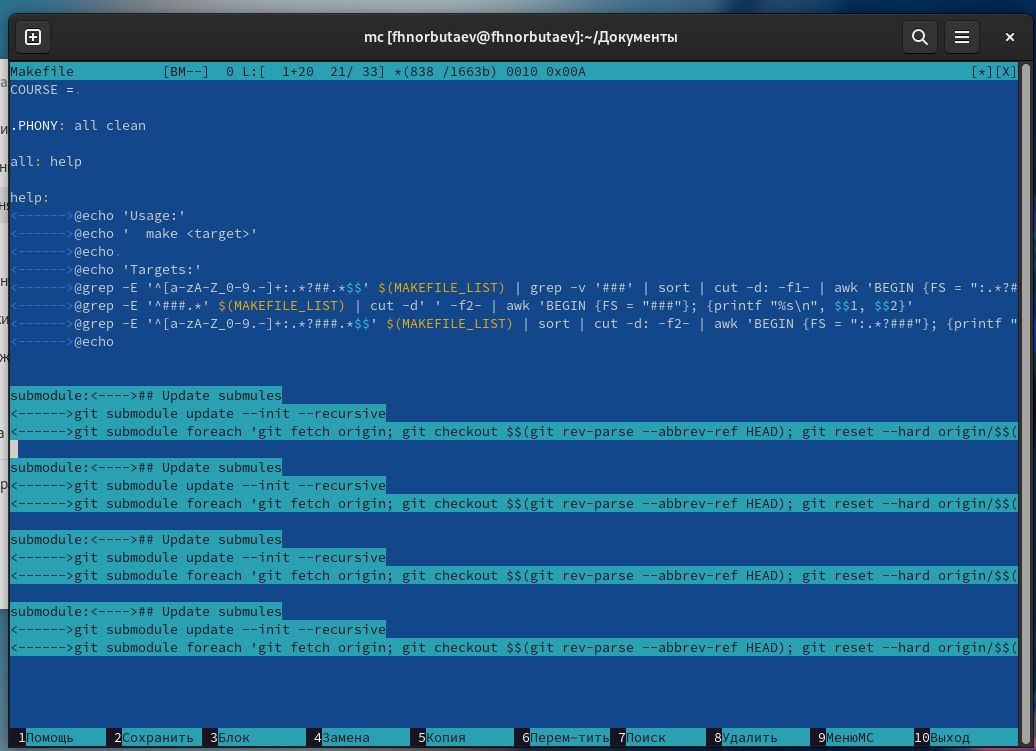 mc [fhnorbutaev@fhnorbutaev]:~/Документы
Makefile [BM--] 0 L:[ 1+20 21/ 33] *(838 /1663b) 0010 0x00A [*][X]
COURSE =.
.PHONY: all clean
all: help
help:
<------>@echo 'Usage:'
<------>@echo '  make <target>'
<------>@echo.
<------>@echo 'Targets:'
<------>@grep -E '^[a-zA-Z_0-9.-]+:.*?##.*$$' $(MAKEFILE_LIST) | grep -v '###' | sort | cut -d: -f1- | awk 'BEGIN {FS = ":.*?#
<------>@grep -E '^###.*' $(MAKEFILE_LIST) | cut -d' ' -f2- | awk 'BEGIN {FS = "###"}; {printf "%s\n", $$1, $$2}'
<------>@grep -E '^[a-zA-Z_0-9.-]+:.*?###.*$$' $(MAKEFILE_LIST) | sort | cut -d: -f2- | awk 'BEGIN {FS = ":.*?###"}; {printf "
<------>@echo
submodule:<---->## Update submules
<------>git submodule update --init --recursive
<------>git submodule foreach 'git fetch origin; git checkout $$(git rev-parse --abbrev-ref HEAD); git reset --hard origin/$$(
submodule:<---->## Update submules
<------>git submodule update --init --recursive
<------>git submodule foreach 'git fetch origin; git checkout $$(git rev-parse --abbrev-ref HEAD); git reset --hard origin/$$(
submodule:<---->## Update submules
<------>git submodule update --init --recursive
<------>git submodule foreach 'git fetch origin; git checkout $$(git rev-parse --abbrev-ref HEAD); git reset --hard origin/$$(
submodule:<---->## Update submules
<------>git submodule update --init --recursive
<------>git submodule foreach 'git fetch origin; git checkout $$(git rev-parse --abbrev-ref HEAD); git reset --hard origin/$$(
1Помощь 2Сохранить 3Блок 4Замена 5Копия 6Перем~тить 7Поиск 8Удалить 9МенюMC 10Выход